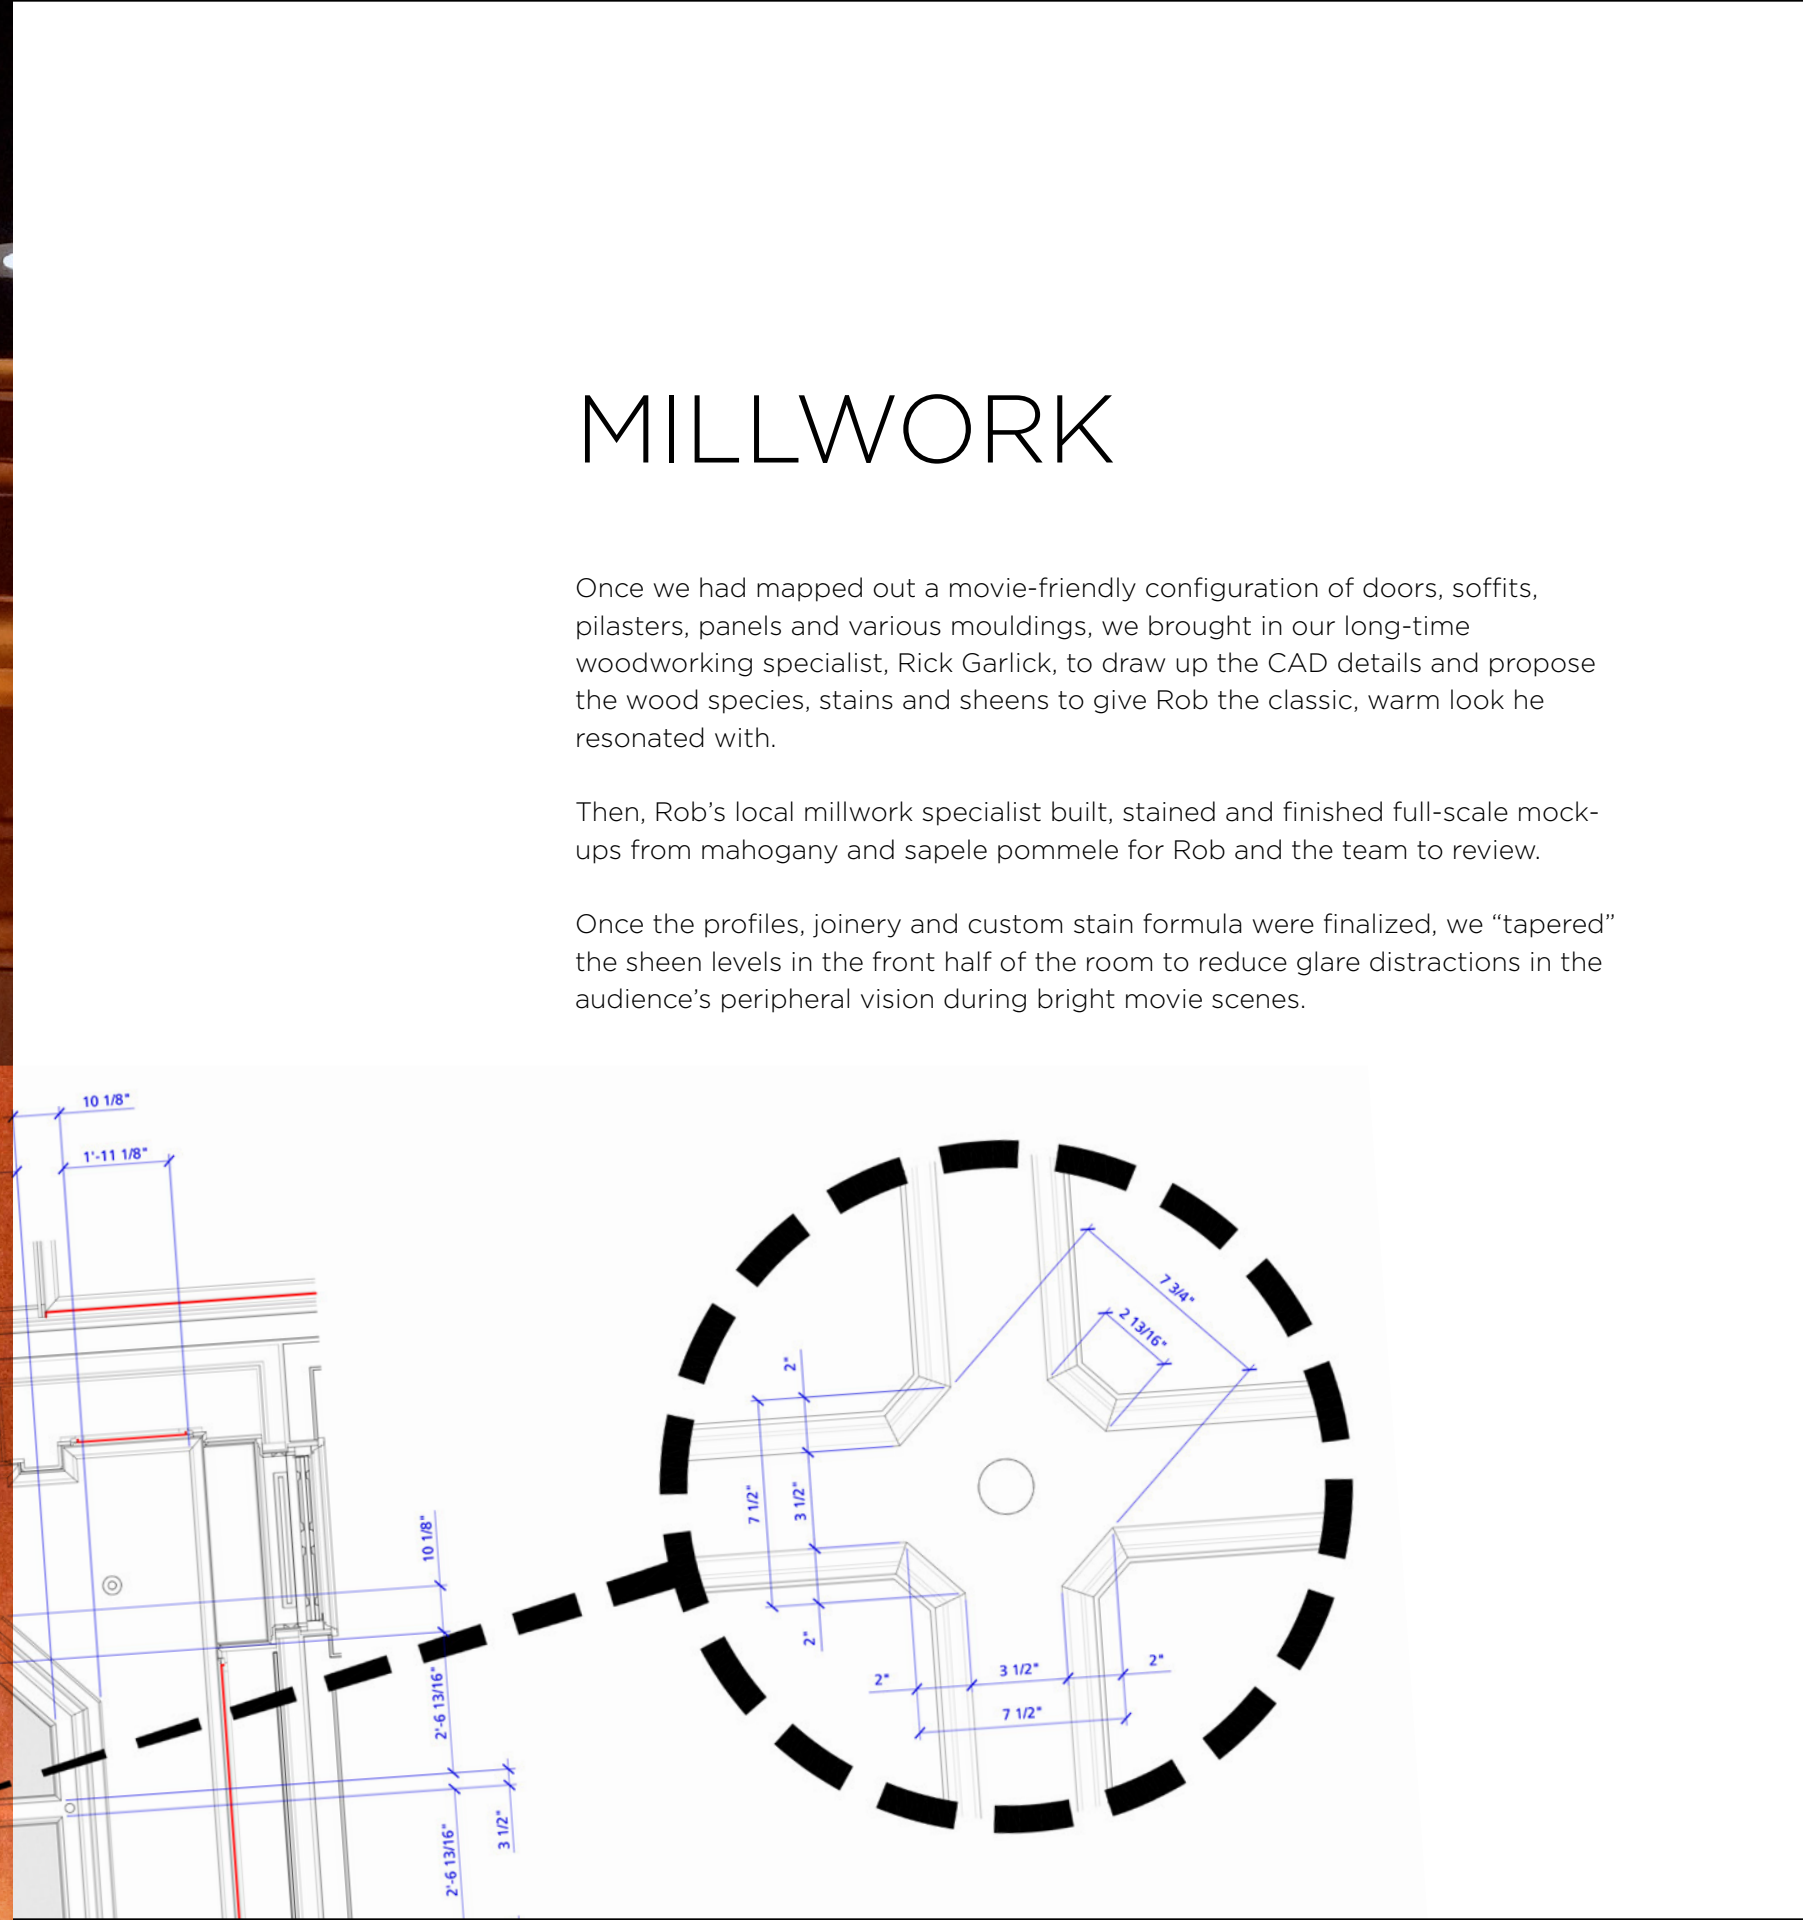 MILLWORK
Once we had mapped out a movie-friendly configuration of doors, soffits,
pilasters, panels and various mouldings, we brought in our long-time
woodworking specialist, Rick Garlick, to draw up the CAD details and propose
the wood species, stains and sheens to give Rob the classic, warm look he
resonated with.
Then, Rob’s local millwork specialist built, stained and finished full-scale mock-
ups from mahogany and sapele pommele for Rob and the team to review.
Once the profiles, joinery and custom stain formula were finalized, we “tapered”
the sheen levels in the front half of the room to reduce glare distractions in the
audience’s peripheral vision during bright movie scenes.
10 1/8"
1'-11 1/8"
10 1/8"
2'-6 13/16"
2'-6 13/16"
3 1/2"
7 3/4"
2 13/16"
2"
7 1/2"
3 1/2"
2"
2"
3 1/2"
2"
7 1/2"